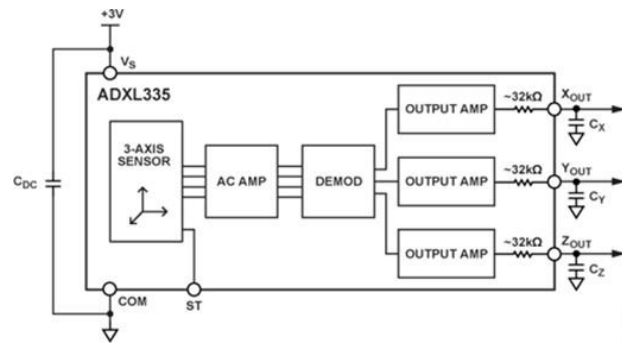 +3V
VS
ADXL335
3-AXIS
SENSOR
AC AMP
DEMOD
OUTPUT AMP
~32kΩ
XOUT
CX
OUTPUT AMP
~32kΩ
YOUT
CY
OUTPUT AMP
~32kΩ
ZOUT
CZ
CDC
COM
ST